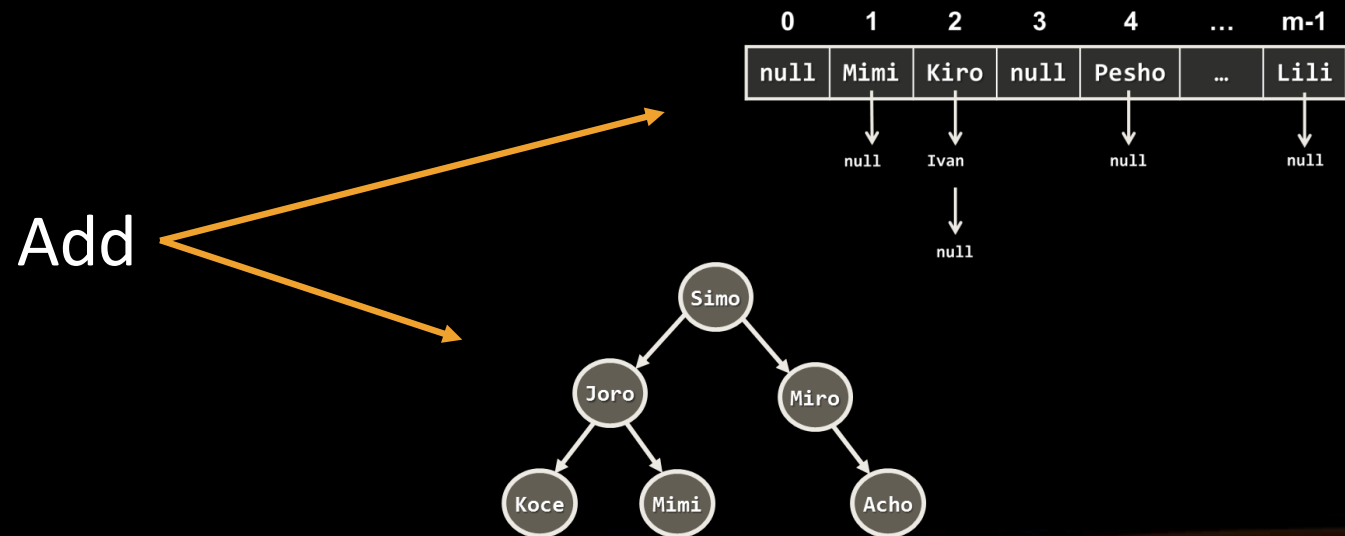 0 1 2 3 4 ... m-1
null Mimi Kiro null Pesho … Lili
null Ivan null null
Add
null
Simo
Joro Miro
Koce Mimi Acho